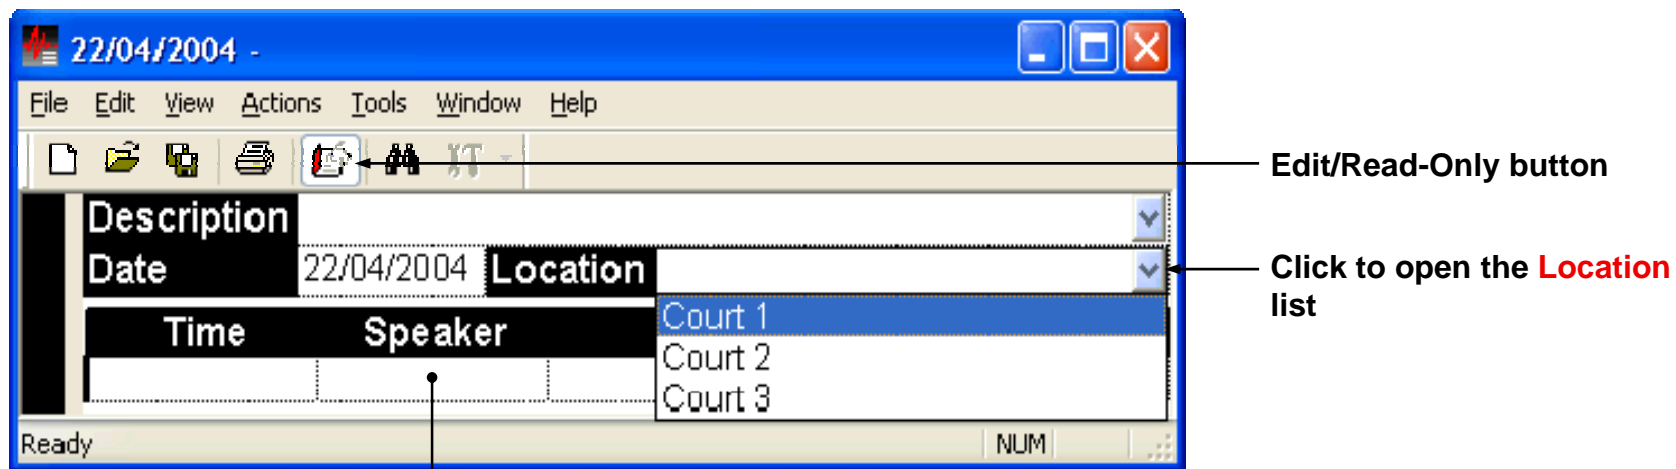 22/04/2004 -
File Edit View Actions Tools Window Help
Edit/Read-Only button
Description
Date 22/04/2004 Location
Click to open the Location
list
Time Speaker
Court 1
Court 2
Court 3
Ready NUM